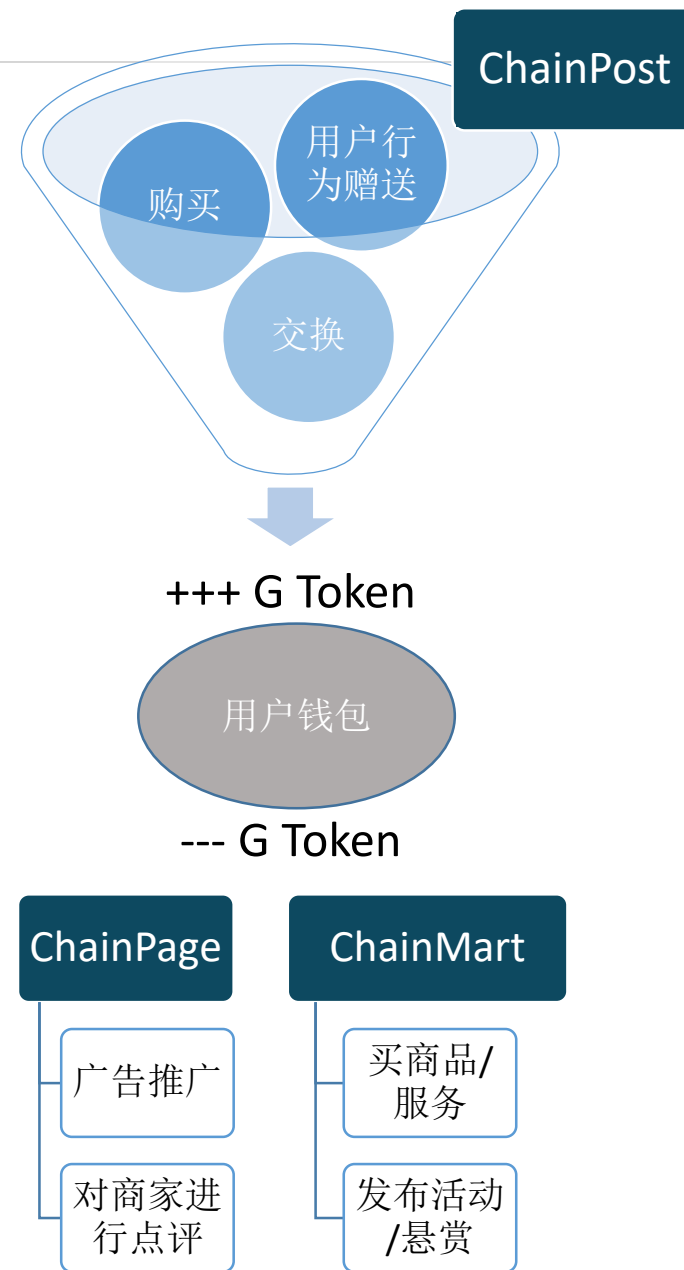 ChainPost
用户行
为赠送
购买
交换
+++ G Token
用户钱包
--- G Token
ChainPage
ChainMart
广告推广
买商品/
服务
对商家进
行点评
发布活动
/悬赏